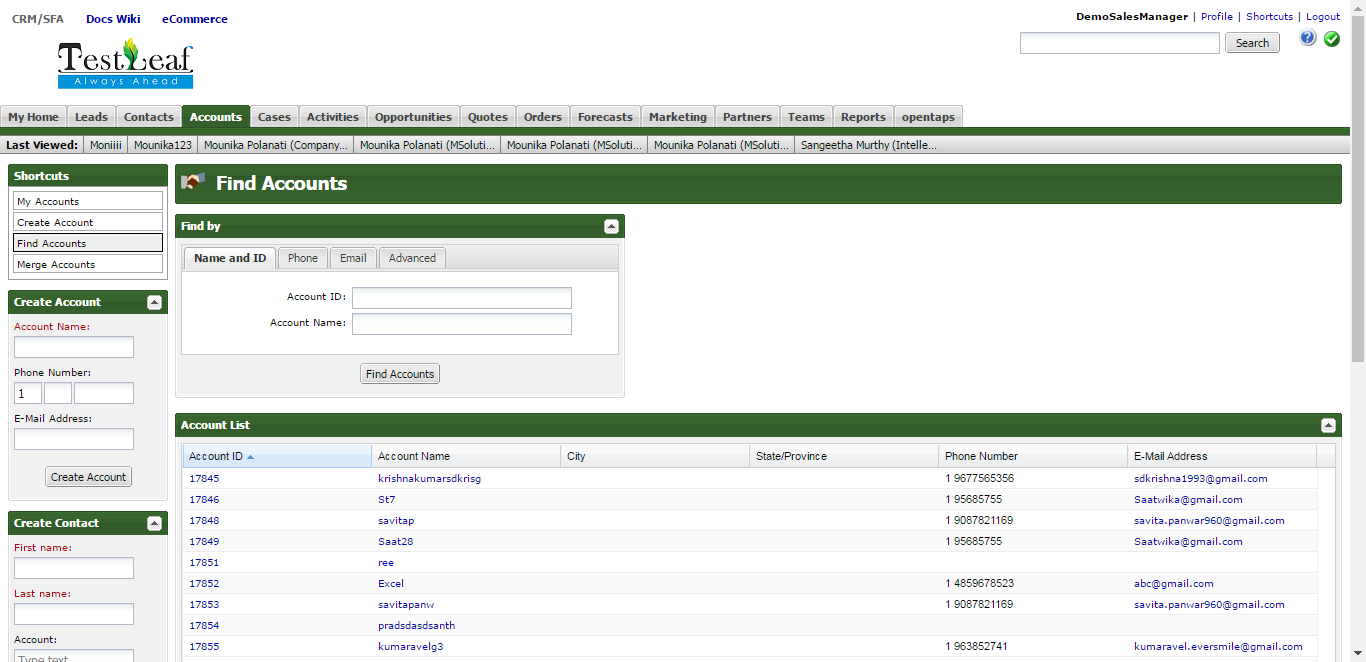 CRM/SFA Docs Wiki eCommerce
DemoSalesManager | Profile | Shortcuts | Logout
TestLeaf
Always Ahead
Search
My Home Leads Contacts Accounts Cases Activities Opportunities Quotes Orders Forecasts Marketing Partners Teams Reports opentaps
Last Viewed: Moniiii Mounika123 Mounika Polanati (Company... Mounika Polanati (MSoluti... Mounika Polanati (MSoluti... Mounika Polanati (MSoluti... Sangeetha Murthy (Intelle...
Shortcuts
My Accounts
Create Account
Find Accounts
Merge Accounts
Create Account
Account Name:
Phone Number:
1
E-Mail Address:
Create Account
Create Contact
First name:
Last name:
Account:
Type text
Find Accounts
Find by
Name and ID Phone Email Advanced
Account ID:
Account Name:
Find Accounts
Account List
Account ID Account Name City State/Province Phone Number E-Mail Address
17845 krishnakumarsdkrisg 1 9677565356 sdkrishna1993@gmail.com
17846 St7 1 95685755 Saatwika@gmail.com
17848 savitap 1 9087821169 savita.panwar960@gmail.com
17849 Saat28 1 95685755 Saatwika@gmail.com
17851 ree
17852 Excel 1 4859678523 abc@gmail.com
17853 savitapanw 1 9087821169 savita.panwar960@gmail.com
17854 pradsdasdsanth
17855 kumaravelg3 1 963852741 kumaravel.eversmile@gmail.com